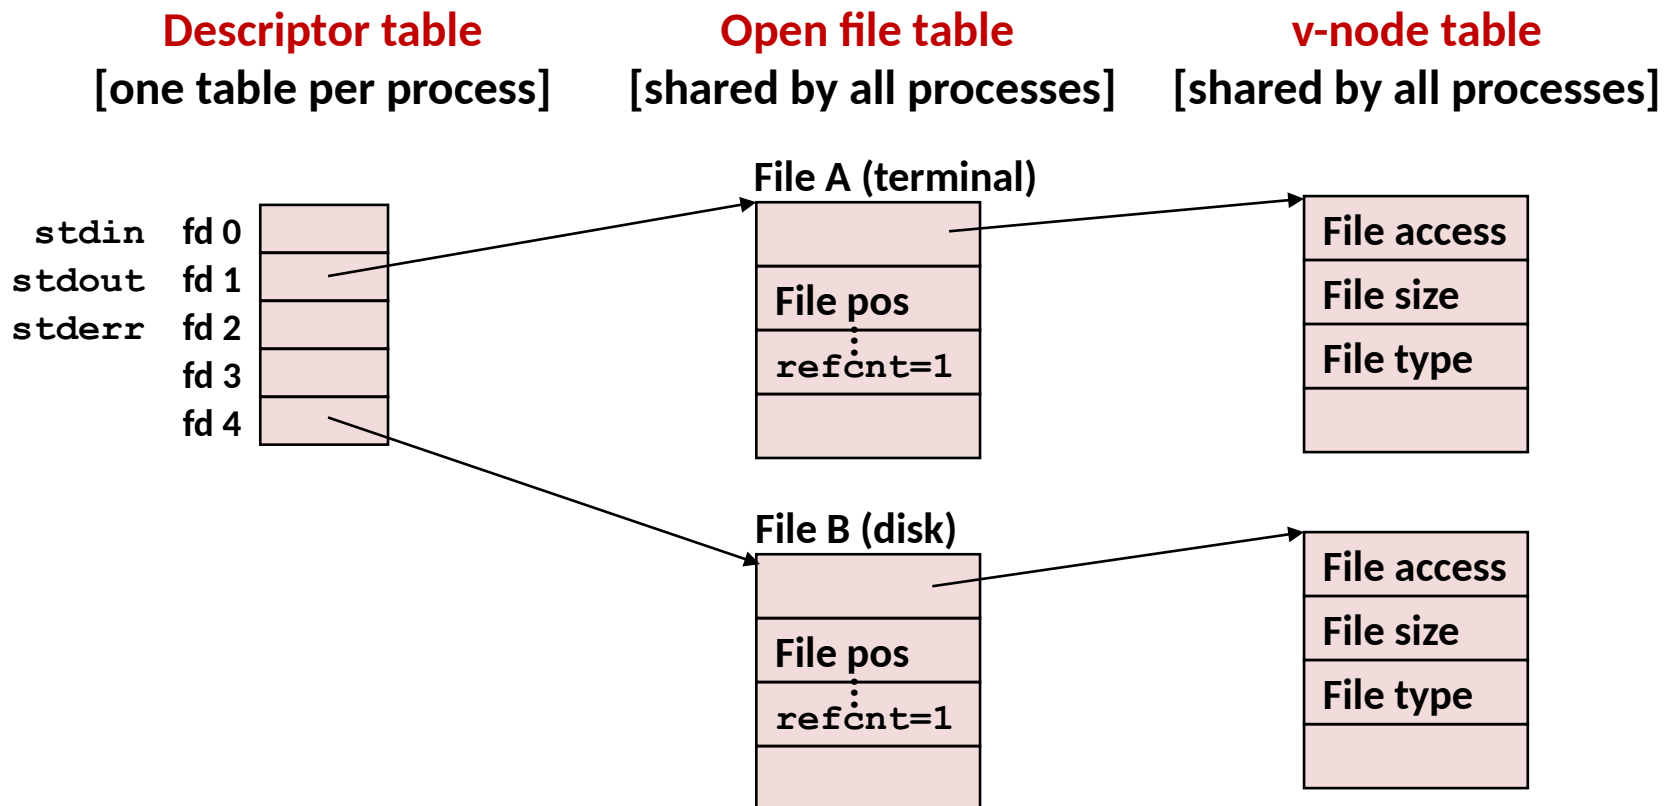 Descriptor table
[one table per process]
Open file table
[shared by all processes]
v-node table
[shared by all processes]
stdin fd 0
stdout fd 1
stderr fd 2
fd 3
fd 4
File A (terminal)
File pos
refcnt=1
File access
File size
File type
File B (disk)
File pos
refcnt=1
File access
File size
File type